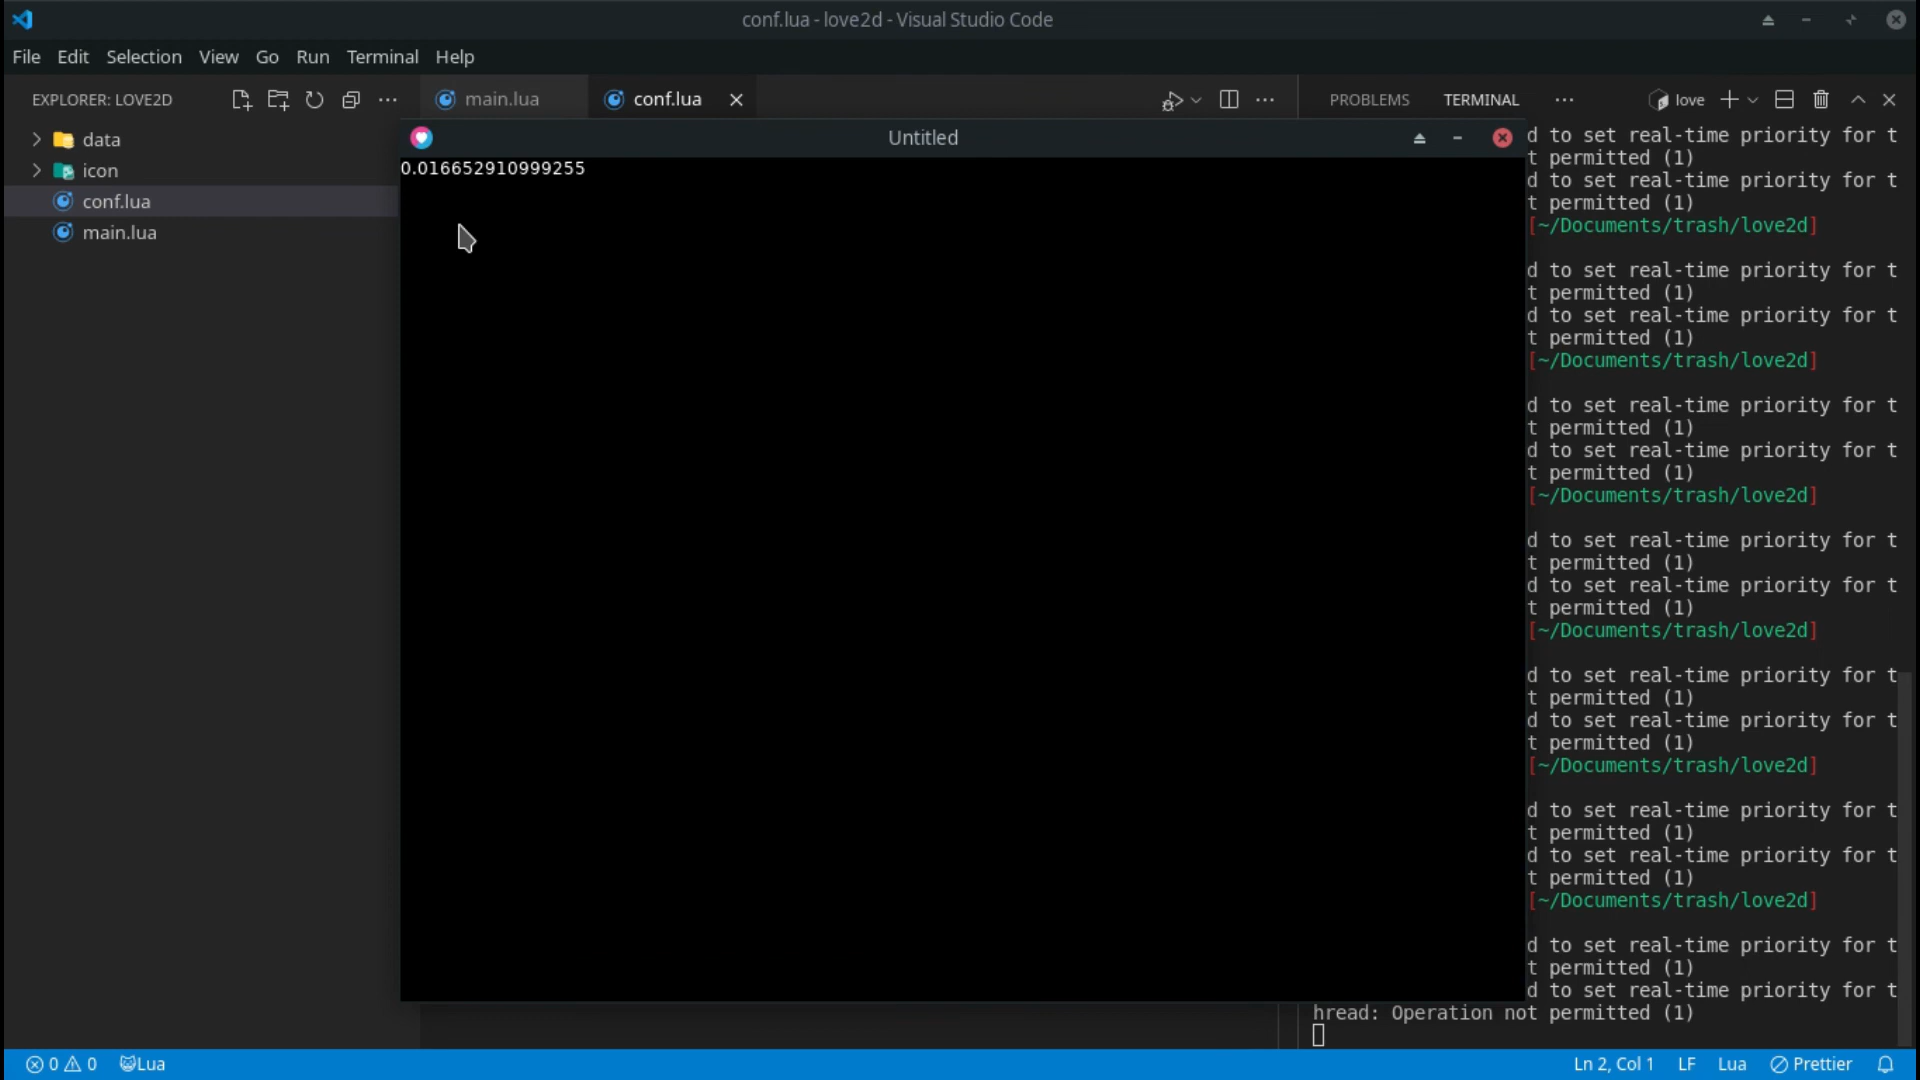 conf.lua - love2d - Visual Studio Code
File Edit Selection View Go Run Terminal Help
EXPLORER: LOVE2D
main.lua
conf.lua
PROBLEMS
TERMINAL
love
data
icon
conf.lua
main.lua
Untitled
0.016652910999255
d to set real-time priority for t
t permitted (1)
d to set real-time priority for t
t permitted (1)
[~/Documents/trash/love2d]
d to set real-time priority for t
t permitted (1)
d to set real-time priority for t
t permitted (1)
[~/Documents/trash/love2d]
d to set real-time priority for t
t permitted (1)
d to set real-time priority for t
t permitted (1)
[~/Documents/trash/love2d]
d to set real-time priority for t
t permitted (1)
d to set real-time priority for t
t permitted (1)
[~/Documents/trash/love2d]
d to set real-time priority for t
t permitted (1)
d to set real-time priority for t
t permitted (1)
[~/Documents/trash/love2d]
d to set real-time priority for t
t permitted (1)
d to set real-time priority for t
t permitted (1)
[~/Documents/trash/love2d]
d to set real-time priority for t
t permitted (1)
d to set real-time priority for t
hread: Operation not permitted (1)
0 0 Lua
Ln 2, Col 1 LF Lua Prettier